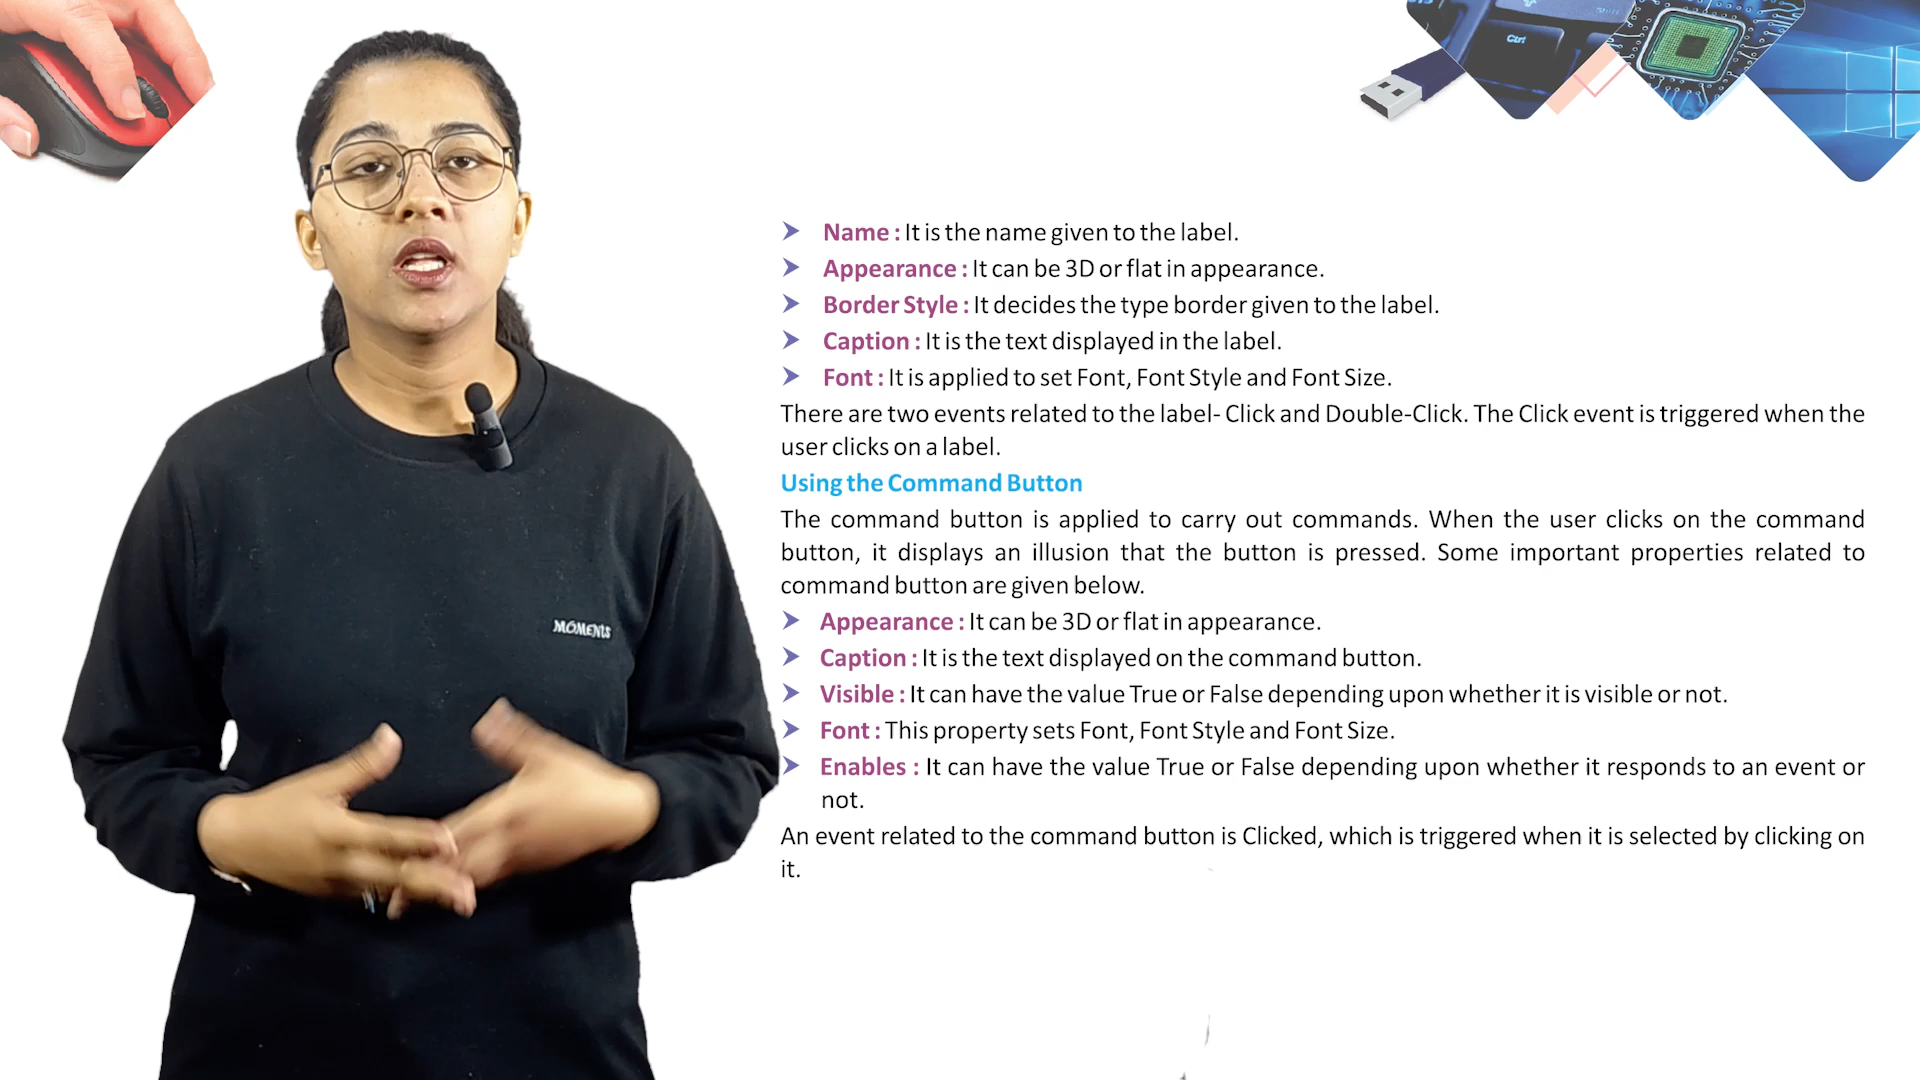 Ctrl
➤ Name : It is the name given to the label.
➤ Appearance : It can be 3D or flat in appearance.
➤ Border Style : It decides the type border given to the label.
➤ Caption : It is the text displayed in the label.
➤ Font : It is applied to set Font, Font Style and Font Size.
There are two events related to the label- Click and Double-Click. The Click event is triggered when the
user clicks on a label.
Using the Command Button
The command button is applied to carry out commands. When the user clicks on the command
button, it displays an illusion that the button is pressed. Some important properties related to
command button are given below.
➤ Appearance : It can be 3D or flat in appearance.
➤ Caption : It is the text displayed on the command button.
➤ Visible : It can have the value True or False depending upon whether it is visible or not.
➤ Font : This property sets Font, Font Style and Font Size.
➤ Enables : It can have the value True or False depending upon whether it responds to an event or
not.
An event related to the command button is Clicked, which is triggered when it is selected by clicking on
it.
MOMENTS